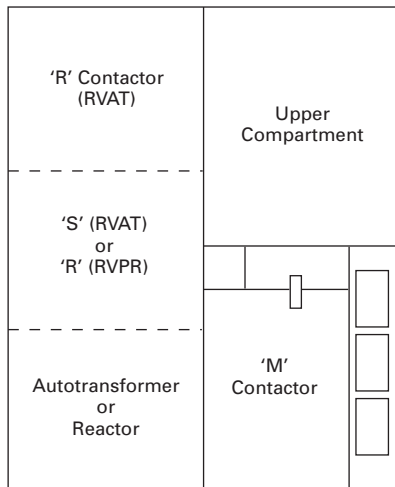 ‘R’ Contactor
(RVAT)
Upper
Compartment
‘S’ (RVAT)
or
‘R’ (RVPR)
Autotransformer
or
Reactor
‘M’
Contactor